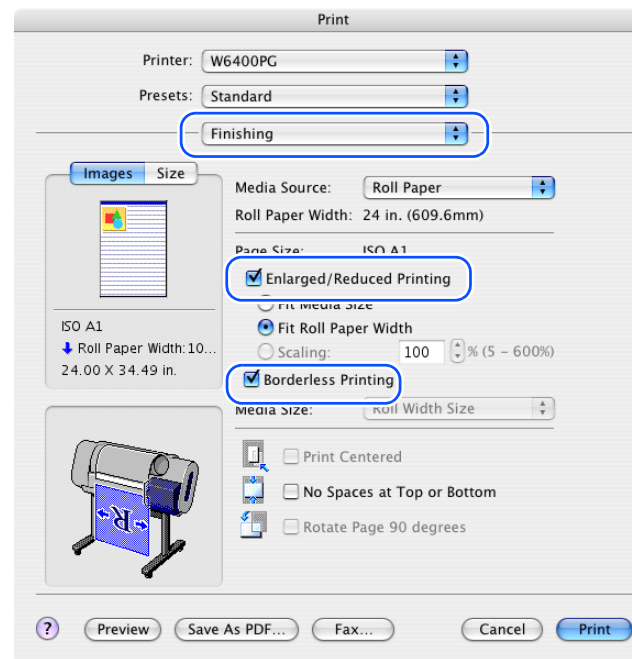 Print
Printer: W6400PG
Presets: Standard
Finishing
Images Size
Media Source: Roll Paper
Roll Paper Width: 24 in. (609.6mm)
Page Size: ISO A1
Enlarged/Reduced Printing
Fit Media Size
ISO A1
Fit Roll Paper Width
Roll Paper Width:10...
Scaling: 100 % (5 - 600%)
24.00 X 34.49 in.
Borderless Printing
Media Size: Roll Width Size
Print Centered
No Spaces at Top or Bottom
R
Rotate Page 90 degrees
? Preview Save As PDF... Fax... Cancel Print